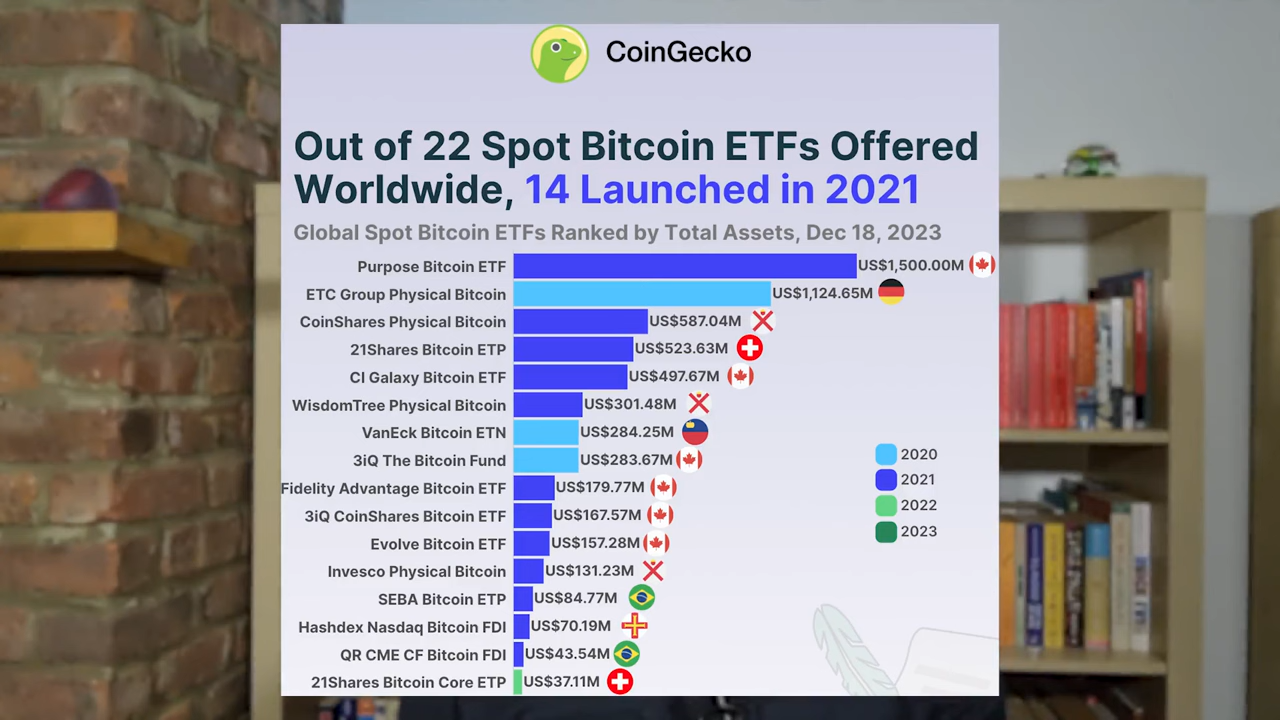 CoinGecko
Out of 22 Spot Bitcoin ETFs Offered
Worldwide, 14 Launched in 2021
Global Spot Bitcoin ETFs Ranked by Total Assets, Dec 18, 2023
Purpose Bitcoin ETF US$1,500.00M
ETC Group Physical Bitcoin US$1,124.65M
CoinShares Physical Bitcoin US$587.04M
21Shares Bitcoin ETP US$523.63M
CI Galaxy Bitcoin ETF US$497.67M
WisdomTree Physical Bitcoin US$301.48M
VanEck Bitcoin ETN US$284.25M
3iQ The Bitcoin Fund US$283.67M
Fidelity Advantage Bitcoin ETF US$179.77M
3iQ CoinShares Bitcoin ETF US$167.57M
Evolve Bitcoin ETF US$157.28M
Invesco Physical Bitcoin US$131.23M
SEBA Bitcoin ETP US$84.77M
Hashdex Nasdaq Bitcoin FDI US$70.19M
QR CME CF Bitcoin FDI US$43.54M
21Shares Bitcoin Core ETP US$37.11M
2020
2021
2022
2023